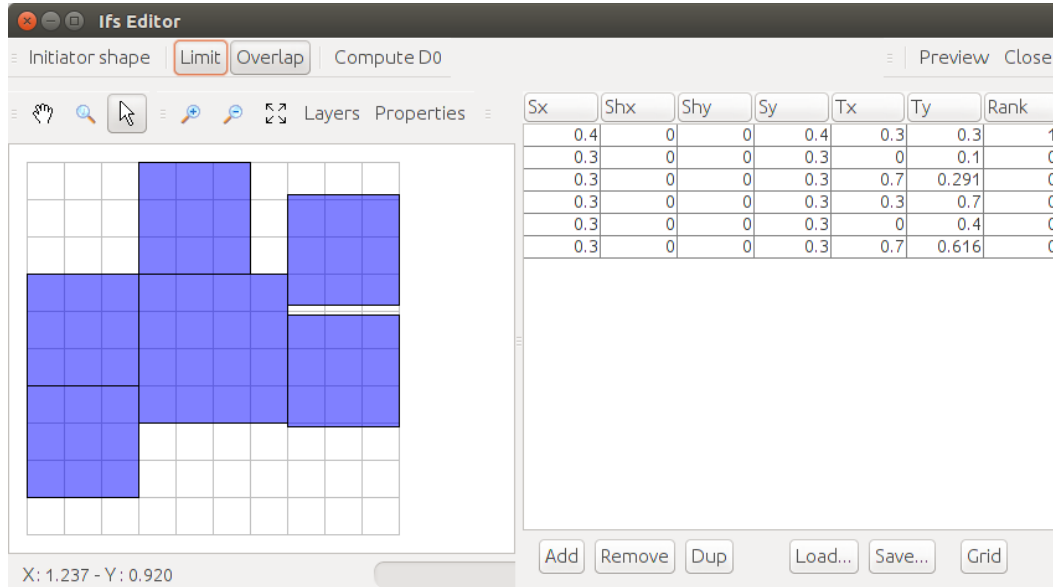 Ifs Editor
Initiator shape Limit Overlap Compute D0 Preview Close
Layers Properties
Sx Shx Shy Sy Tx Ty Rank
0.4 0 0 0.4 0.3 0.3 1
0.3 0 0 0.3 0 0.1 0
0.3 0 0 0.3 0.7 0.291 0
0.3 0 0 0.3 0.3 0.7 0
0.3 0 0 0.3 0 0.4 0
0.3 0 0 0.3 0.7 0.616 0
Add Remove Dup Load... Save... Grid
X: 1.237 - Y: 0.920